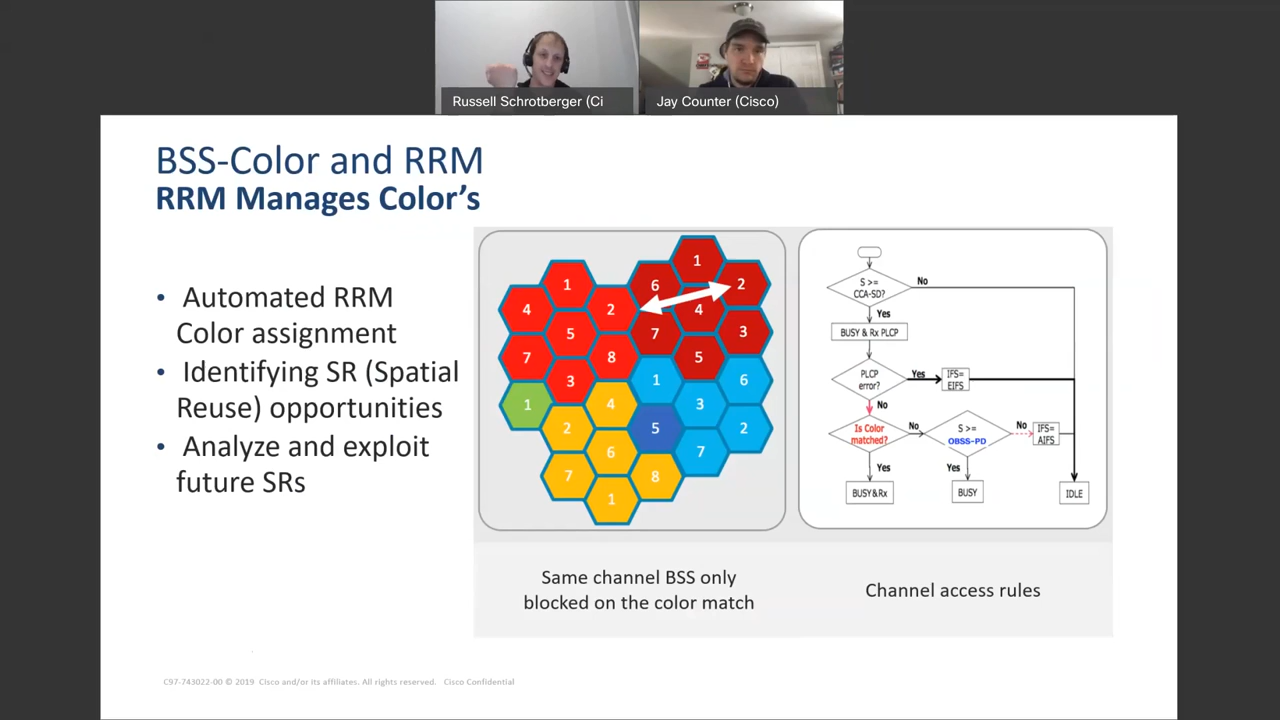 Russell Schrotberger (Ci
Jay Counter (Cisco)
BSS-Color and RRM
RRM Manages Color's
• Automated RRM
Color assignment
• Identifying SR (Spatial
Reuse) opportunities
• Analyze and exploit
future SRs
1
6
1
2
4
2
4
5
7
3
7
8
5
3
1
6
1
4
3
2
5
2
6
7
7
8
1
S >=
CCA-SD?
No
Yes
BUSY & Rx PLCP
PLCP
error?
Yes
IFS=
EIFS
No
Is Color
matched?
No
S >=
OBSS-PD
No
IFS=
AIFS
Yes
Yes
BUSY&Rx
BUSY
IDLE
Same channel BSS only
blocked on the color match
Channel access rules
C97-743022-00 © 2019 Cisco and/or its affiliates. All rights reserved. Cisco Confidential